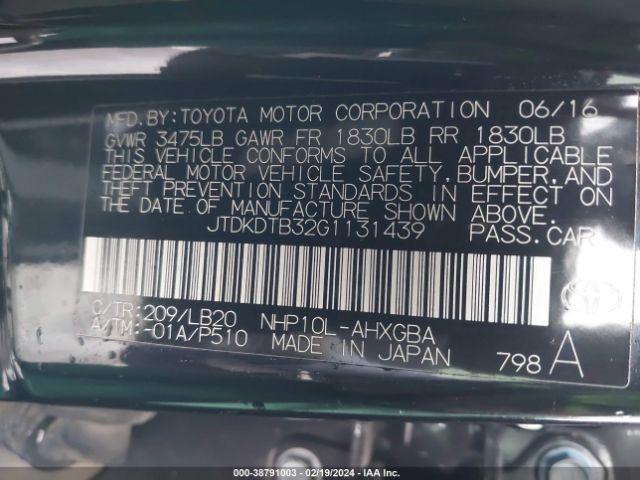 MFD.BY:TOYOTA MOTOR CORPORATION 06/16
GVWR 3475LB GAWR FR 1830LB RR 1830LB
THIS VEHICLE CONFORMS TO ALL APPLICABLE
FEDERAL MOTOR VEHICLE SAFETY,BUMPER,AND
THEFT PREVENTION STANDARDS IN EFFECT ON
THE DATE OF MANUFACTURE SHOWN ABOVE.
JTDKDTB32G1131439 PASS.CAR
C/TR:209/LB20 NHP10L-AHXGBA
A/TM:-01A/P510 MADE IN JAPAN 798 A
000-38791003 — 02/19/2024 — IAA Inc.